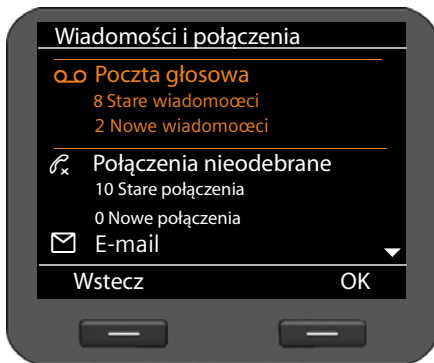 Wiadomości i połączenia
Poczta głosowa
8 Stare wiadomoœci
2 Nowe wiadomoœci
Połączenia nieodebrane
10 Stare połączenia
0 Nowe połączenia
E-mail
Wstecz OK